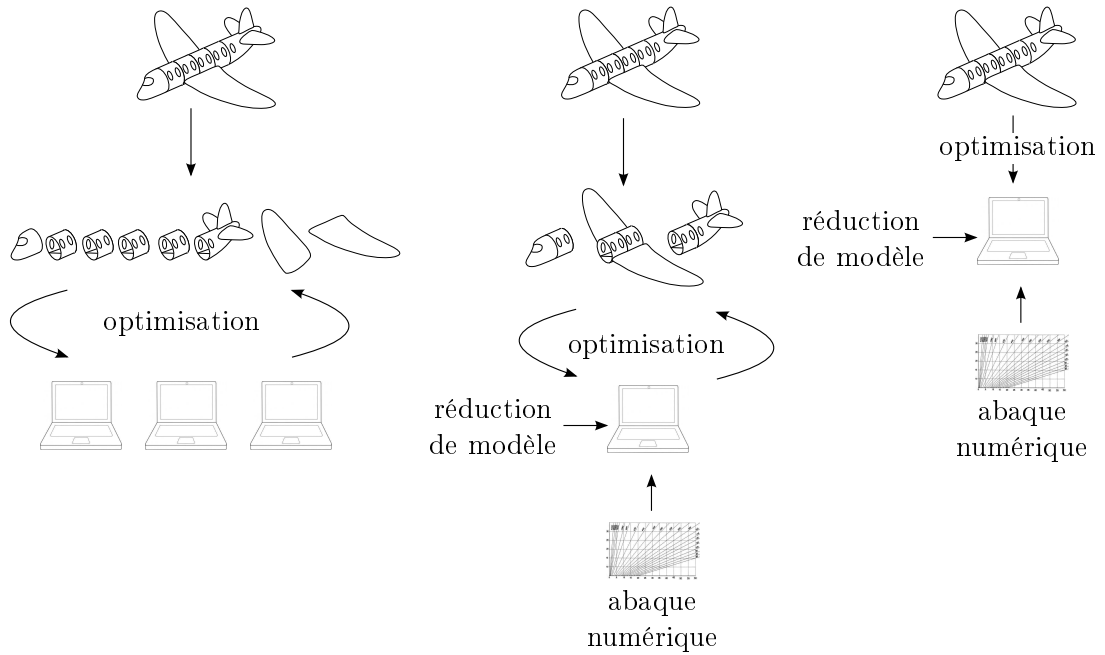 optimisation
optimisation
réduction
de modèle
abaque
numérique
optimisation
réduction
de modèle
abaque
numérique